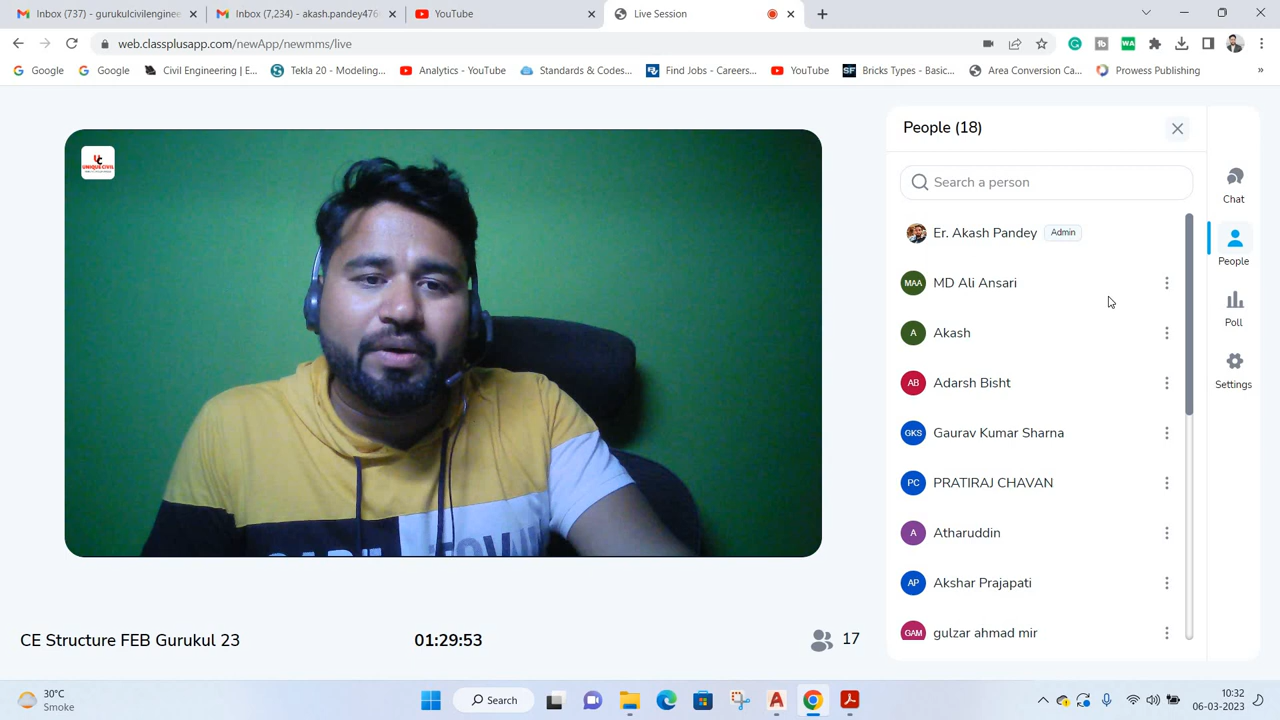 Inbox (737) - gurukulcivilengineer
Inbox (7,234) - akash.pandey476
YouTube
Live Session
web.classplusapp.com/newApp/newmms/live
Google
Google
Civil Engineering | E...
Tekla 20 - Modeling...
Analytics - YouTube
Standards & Codes...
Find Jobs - Careers...
YouTube
Bricks Types - Basic...
Area Conversion Ca...
Prowess Publishing
»
UNIQUE CIVIL
People (18)
Search a person
Er. Akash Pandey Admin
MAA MD Ali Ansari
A Akash
AB Adarsh Bisht
GKS Gaurav Kumar Sharna
PC PRATIRAJ CHAVAN
A Atharuddin
AP Akshar Prajapati
GAM gulzar ahmad mir
Chat
People
Poll
Settings
CE Structure FEB Gurukul 23
01:29:53
17
30°C
Smoke
Search
10:32
06-03-2023